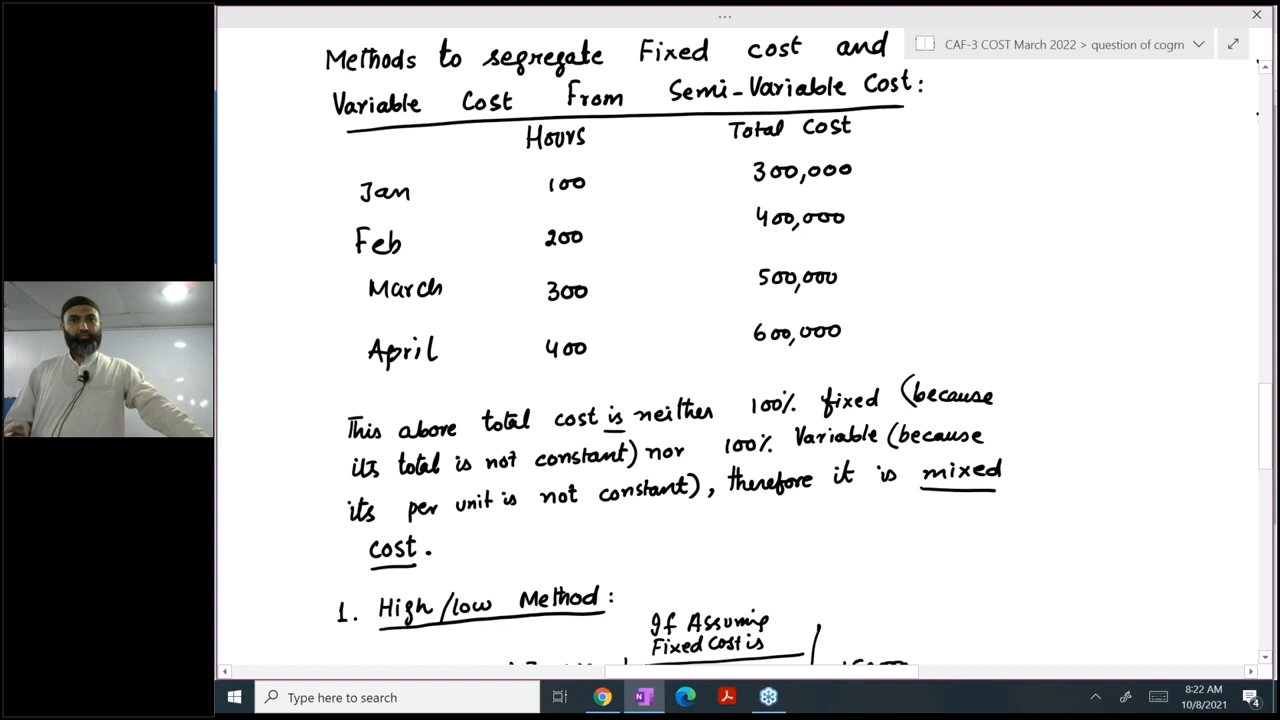 CAF-3 COST March 2022 > question of cogm
Methods to segregate Fixed cost and
Variable Cost From Semi-Variable Cost:
Hours Total Cost
Jan 100 300,000
Feb 200 400,000
March 300 500,000
April 400 600,000
This above total cost is neither 100% fixed (because
its total is not constant) nor 100% Variable (because
its per unit is not constant), therefore it is mixed
cost.
1. High/low Method:
If Assuming
Fixed Cost is
Type here to search
8:22 AM
10/8/2021
4